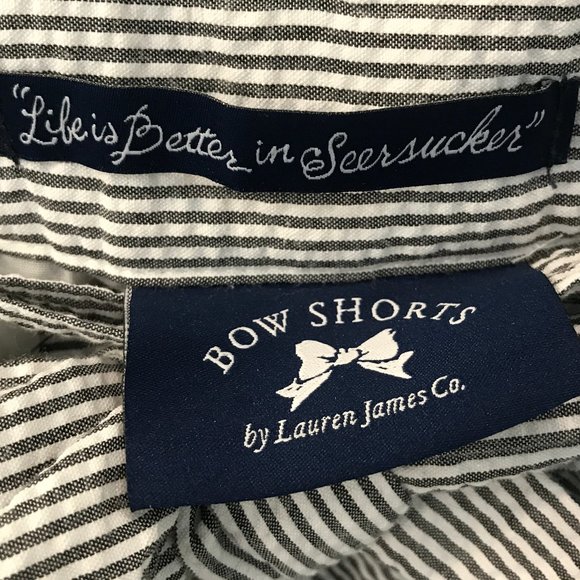 "Life is Better in Seersucker"
BOW SHORTS
by Lauren James Co.